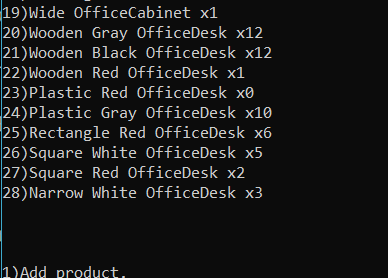 19)Wide OfficeCabinet x1
20)Wooden Gray OfficeDesk x12
21)Wooden Black OfficeDesk x12
22)Wooden Red OfficeDesk x1
23)Plastic Red OfficeDesk x0
24)Plastic Gray OfficeDesk x10
25)Rectangle Red OfficeDesk x6
26)Square White OfficeDesk x5
27)Square Red OfficeDesk x2
28)Narrow White OfficeDesk x3
1)Add product.